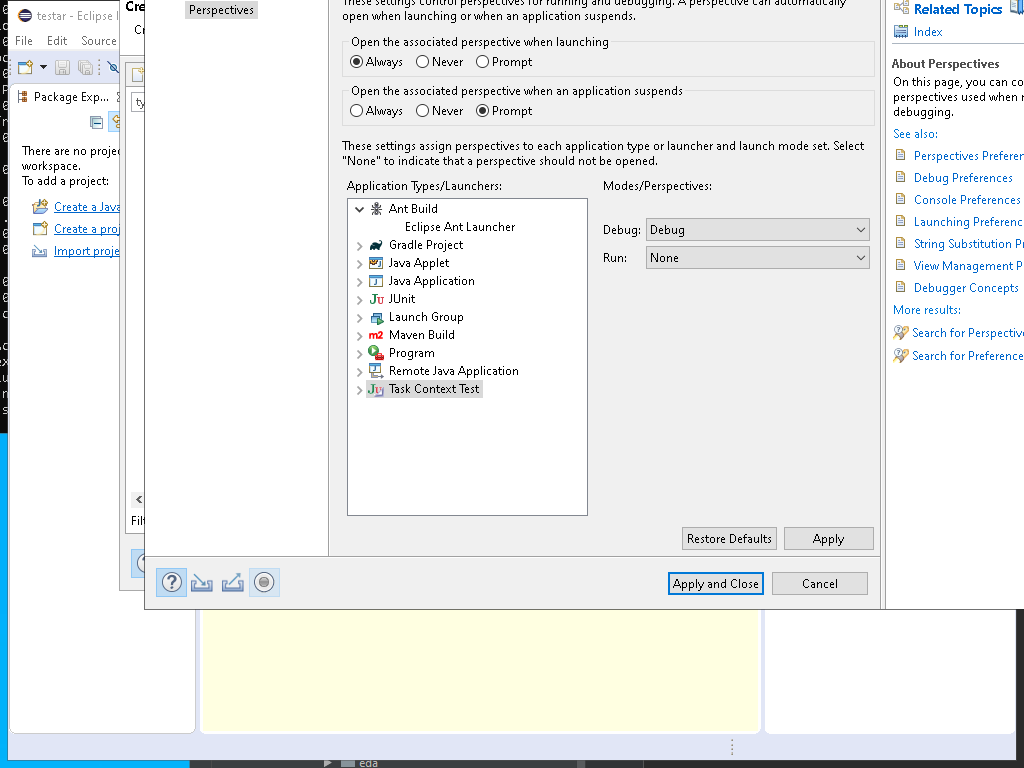 testar - Eclipse I
File Edit Source
Package Exp...
There are no proje
workspace.
To add a project:
Create a Java
Create a proj
Import proje
Cre
Cr
ty
Filt
Perspectives
These settings control perspectives for running and debugging. A perspective can automatically
open when launching or when an application suspends.
Open the associated perspective when launching
Always Never Prompt
Open the associated perspective when an application suspends
Always Never Prompt
These settings assign perspectives to each application type or launcher and launch mode set. Select
"None" to indicate that a perspective should not be opened.
Application Types/Launchers:
Ant Build
Eclipse Ant Launcher
Gradle Project
Java Applet
Java Application
JUnit
Launch Group
Maven Build
Program
Remote Java Application
Task Context Test
Modes/Perspectives:
Debug: Debug
Run: None
Restore Defaults Apply
Apply and Close Cancel
Related Topics
Index
About Perspectives
On this page, you can co
perspectives used when r
debugging.
See also:
Perspectives Preferen
Debug Preferences
Console Preferences
Launching Preferenc
String Substitution Pr
View Management P
Debugger Concepts
More results:
Search for Perspective
Search for Preference
eda